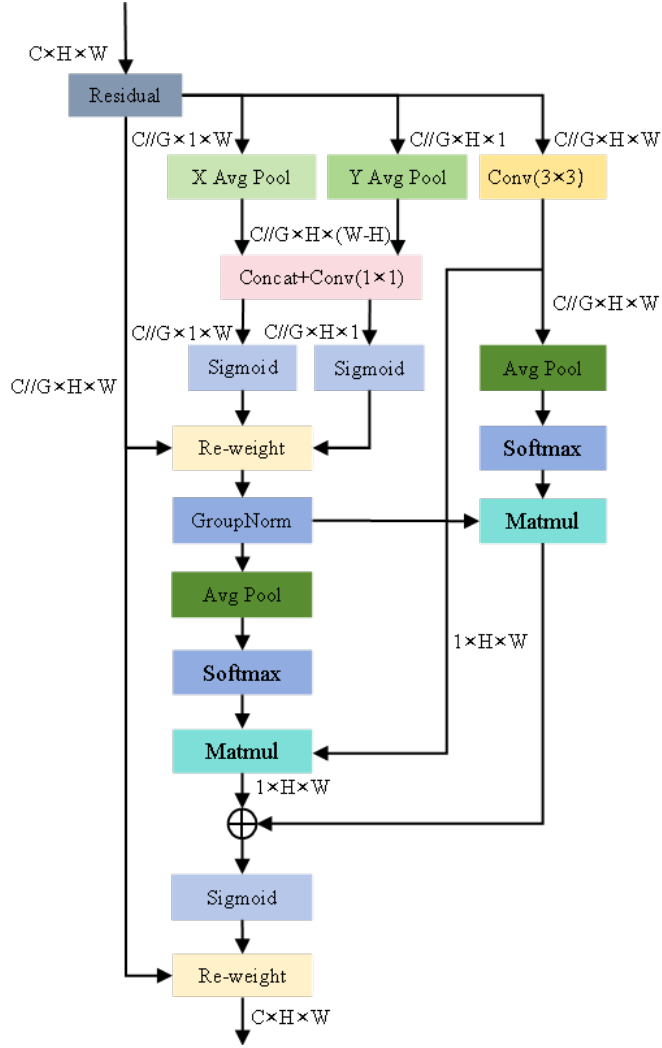 C×H×W
Residual
C//G×1×W
C//G×H×1
C//G×H×W
X Avg Pool
Y Avg Pool
Conv(3×3)
C//G×H×(W-H)
Concat+Conv(1×1)
C//G×H×W
C//G×1×W
C//G×H×1
Sigmoid
Sigmoid
Avg Pool
C//G×H×W
Re-weight
Softmax
GroupNorm
Matmul
Avg Pool
1×H×W
Softmax
Matmul
1×H×W
Sigmoid
Re-weight
C×H×W